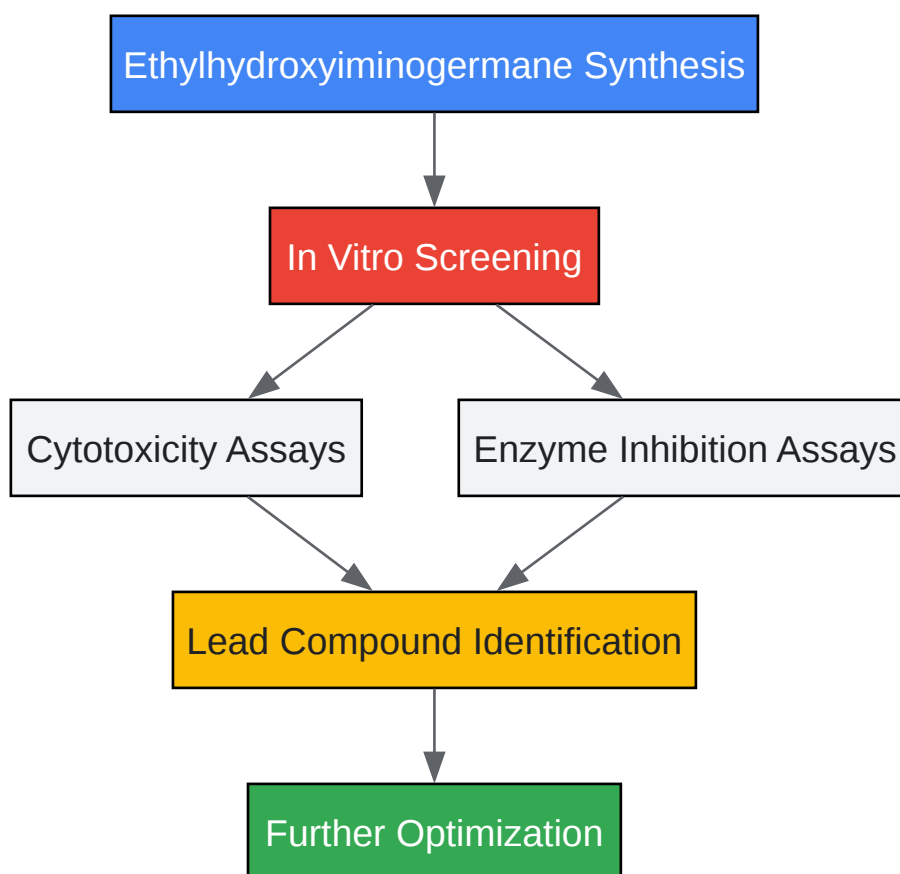 Ethylhydroxyiminogermane Synthesis
In Vitro Screening
Cytotoxicity Assays
Enzyme Inhibition Assays
Lead Compound Identification
Further Optimization